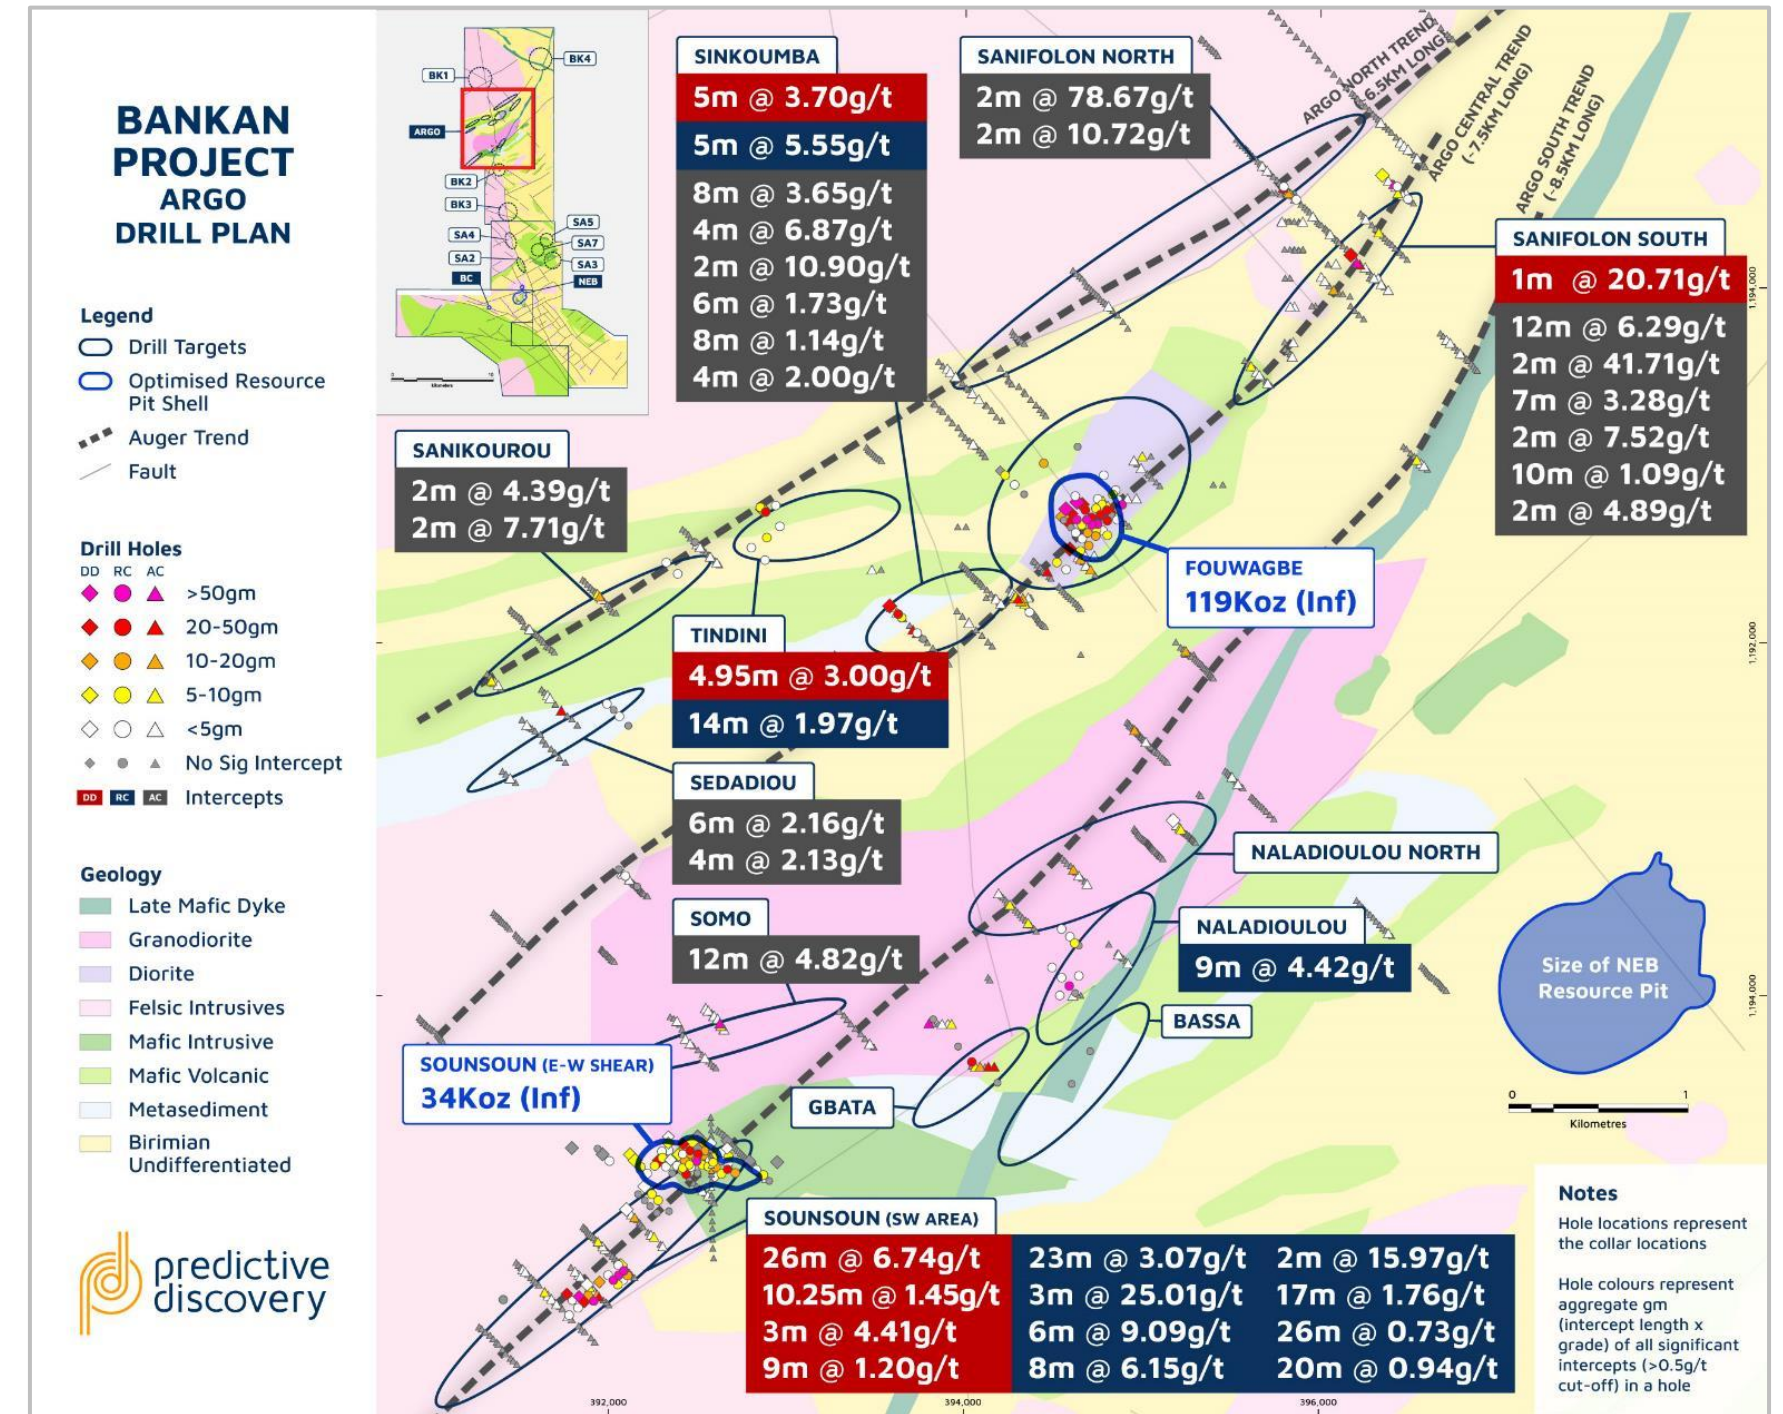 BANKAN
PROJECT
ARGO
DRILL PLAN
Legend
Drill Targets
Optimised Resource
Pit Shell
Auger Trend
Fault
Drill Holes
DD RC AC
>50gm
20-50gm
10-20gm
5-10gm
<5gm
No Sig Intercept
DD RC AC Intercepts
Geology
Late Mafic Dyke
Granodiorite
Diorite
Felsic Intrusives
Mafic Intrusive
Mafic Volcanic
Metasediment
Birimian
Undifferentiated
predictive
discovery
BK4
BK1
ARGO
BK2
BK3
SA5
SA4
SA7
SA2
SA3
BC
NEB
SINKOUMBA
5m @ 3.70g/t
5m @ 5.55g/t
8m @ 3.65g/t
4m @ 6.87g/t
2m @ 10.90g/t
6m @ 1.73g/t
8m @ 1.14g/t
4m @ 2.00g/t
SANIFOLON NORTH
2m @ 78.67g/t
2m @ 10.72g/t
ARGO NORTH TREND
6.5KM LONG)
ARGO CENTRAL TREND
(~7.5KM LONG)
ARGO SOUTH TREND
(~8.5KM LONG)
SANIFOLON SOUTH
1m @ 20.71g/t
12m @ 6.29g/t
2m @ 41.71g/t
7m @ 3.28g/t
2m @ 7.52g/t
10m @ 1.09g/t
2m @ 4.89g/t
1,194,000
SANIKOUROU
2m @ 4.39g/t
2m @ 7.71g/t
FOUWAGBE
119Koz (Inf)
1,192,000
TINDINI
4.95m @ 3.00g/t
14m @ 1.97g/t
SEDADIOU
6m @ 2.16g/t
4m @ 2.13g/t
NALADIOULOU NORTH
SOMO
12m @ 4.82g/t
NALADIOULOU
9m @ 4.42g/t
Size of NEB
Resource Pit
1,194,000
BASSA
SOUNSOUN (E-W SHEAR)
34Koz (Inf)
GBATA
0 1
Kilometres
SOUNSOUN (SW AREA)
26m @ 6.74g/t 23m @ 3.07g/t 2m @ 15.97g/t
10.25m @ 1.45g/t 3m @ 25.01g/t 17m @ 1.76g/t
3m @ 4.41g/t 6m @ 9.09g/t 26m @ 0.73g/t
9m @ 1.20g/t 8m @ 6.15g/t 20m @ 0.94g/t
Notes
Hole locations represent
the collar locations
Hole colours represent
aggregate gm
(intercept length x
grade) of all significant
intercepts (>0.5g/t
cut-off) in a hole
392,000 394,000 396,000